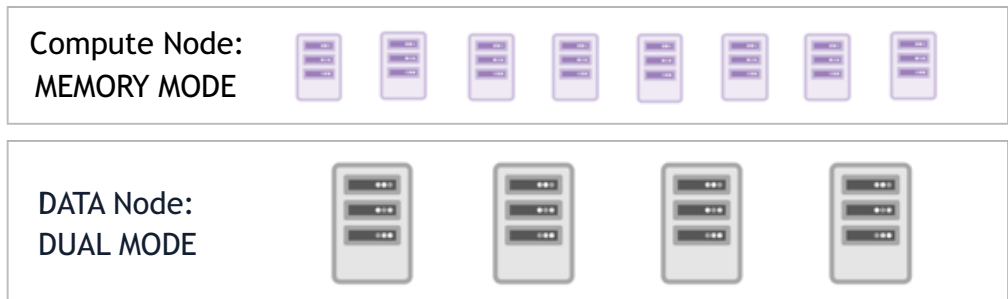 Compute Node:
MEMORY MODE
DATA Node:
DUAL MODE